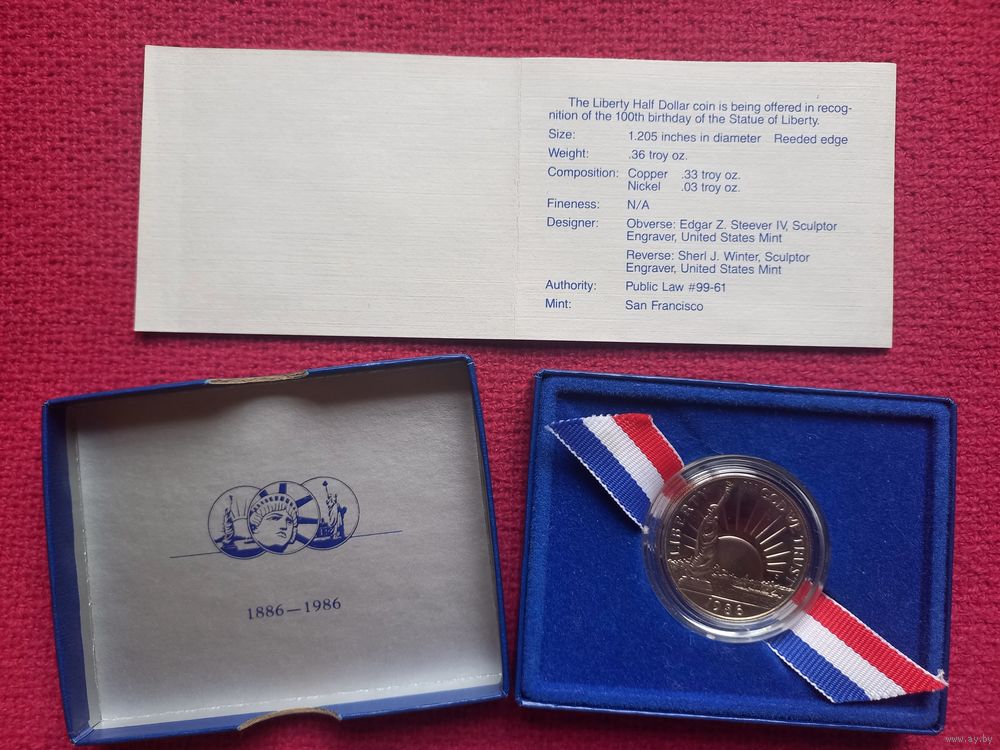 The Liberty Half Dollar coin is being offered in recog-
nition of the 100th birthday of the Statue of Liberty.
Size: 1.205 inches in diameter Reeded edge
Weight: .36 troy oz.
Composition: Copper .33 troy oz.
Nickel .03 troy oz.
Fineness: N/A
Designer: Obverse: Edgar Z. Steever IV, Sculptor
Engraver, United States Mint
Reverse: Sherl J. Winter, Sculptor
Engraver, United States Mint
Authority: Public Law #99-61
Mint: San Francisco
1886–1986
LIBERTY IN GOD WE TRUST
1986
www.ay.by